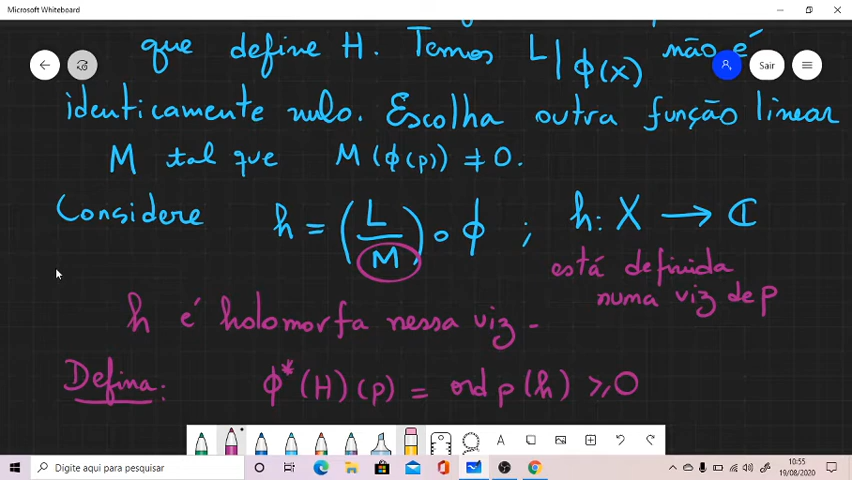 Microsoft Whiteboard
que define H. Temos L|ϕ(x) não é
Sair
identicamente nulo. Escolha outra função linear
M tal que M(ϕ(p)) ≠ 0.
Considere h = (L/M) ∘ ϕ ; h: X → ℂ
está definida
numa viz de p
h é holomorfa nessa viz -
Defina: ϕ*(H)(p) = ord p (h) ⩾ 0
Digite aqui para pesquisar
10:55
19/08/2020